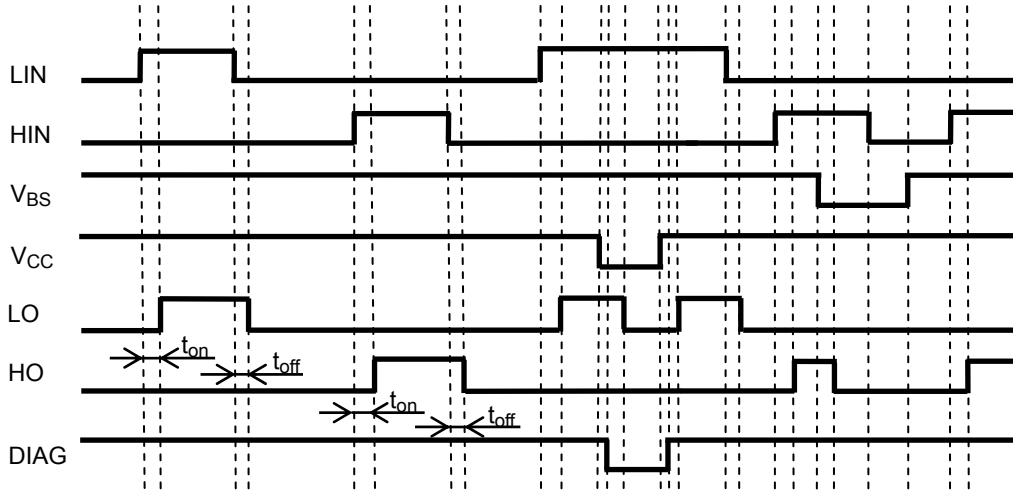 LIN
HIN
VBS
VCC
LO
ton
toff
HO
ton
toff
DIAG